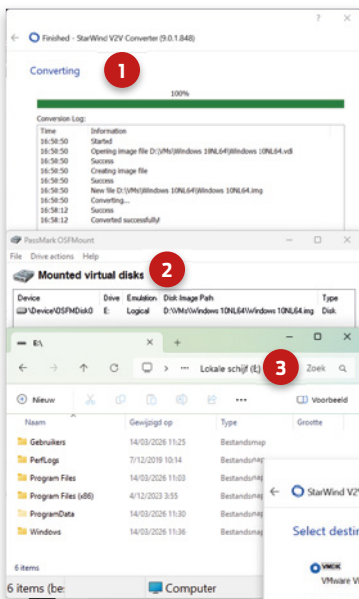 Finished - StarWind V2V Converter (9.0.1.848)
Converting
1
100%
Conversion Log:
Time Information
16:50:50 Started
16:50:50 Opening image file D:\VMs\Windows 10NL64\Windows 10NL64.vdi
16:50:50 Success
16:50:50 Creating image file
16:50:50 Success
16:50:50 New file D:\VMs\Windows 10NL64\Windows 10NL64.img
16:50:50 Converting...
16:58:12 Success
16:58:12 Converted successfully!
PassMark OSFMount
File Drive actions Help
Mounted virtual disks
2
Device Drive Emulation Disk Image Path Type
\Device\OSFMDisk0 E: Logical D:\VMs\Windows 10NL64\Windows 10NL64.img Disk
E:\
Lokale schijf (E:)
3
Zoek
Nieuw
Voorbeeld
Naam Gewijzigd op Type Grootte
Gebruikers 14/03/2026 11:25 Bestandsmap
PerfLogs 7/12/2019 10:14 Bestandsmap
Program Files 14/03/2026 11:03 Bestandsmap
Program Files (x86) 4/12/2023 3:55 Bestandsmap
ProgramData 14/03/2026 11:30 Bestandsmap
Windows 14/03/2026 11:36 Bestandsmap
6 items
6 items (be:
Computer
StarWind V2V
Select destin
VMDK
VMware Vi